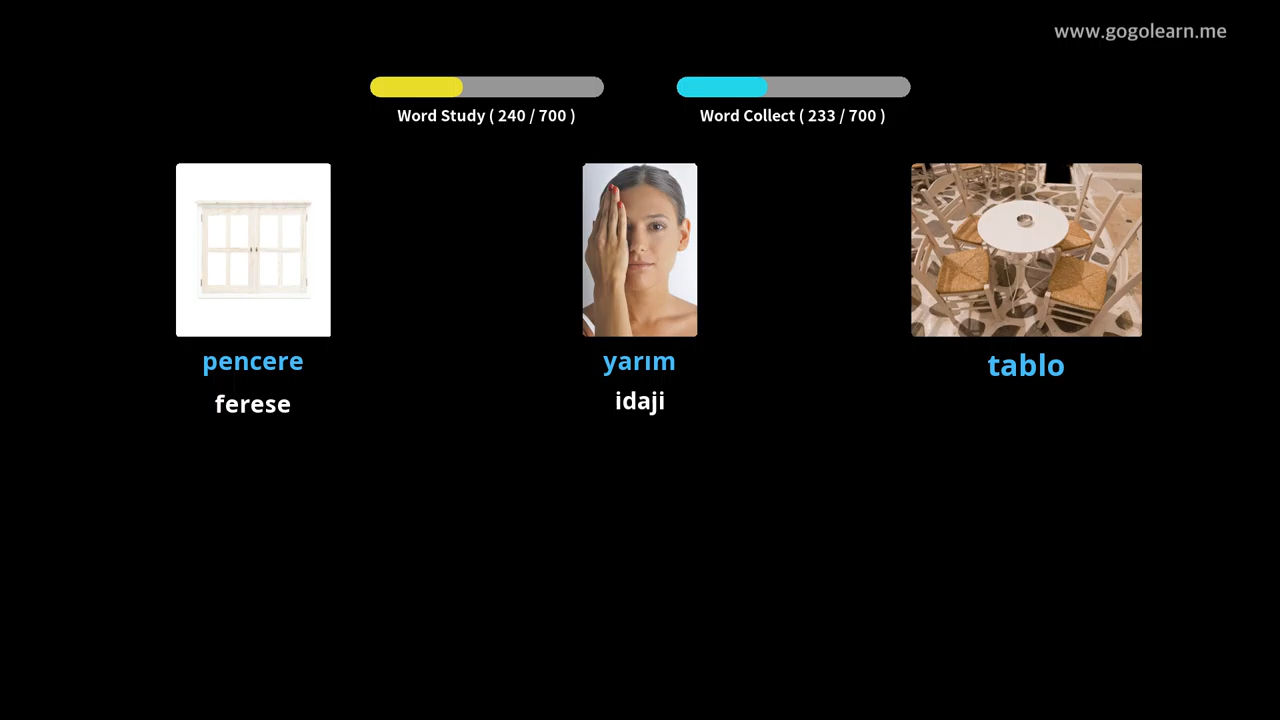 www.gogolearn.me
Word Study ( 240 / 700 )
Word Collect ( 233 / 700 )
pencere
yarım
tablo
ferese
idaji